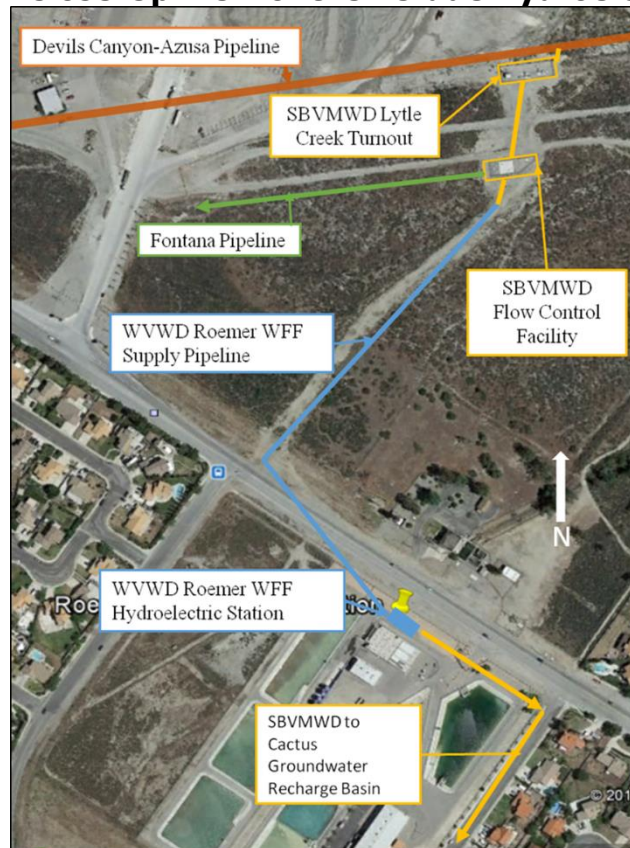 Devils Canyon-Azusa Pipeline
SBVMWD Lytle
Creek Turnout
Fontana Pipeline
SBVMWD
Flow Control
Facility
WVWD Roemer WFF
Supply Pipeline
N
WVWD Roemer WFF
Hydroelectric Station
SBVMWD to
Cactus
Groundwater
Recharge Basin